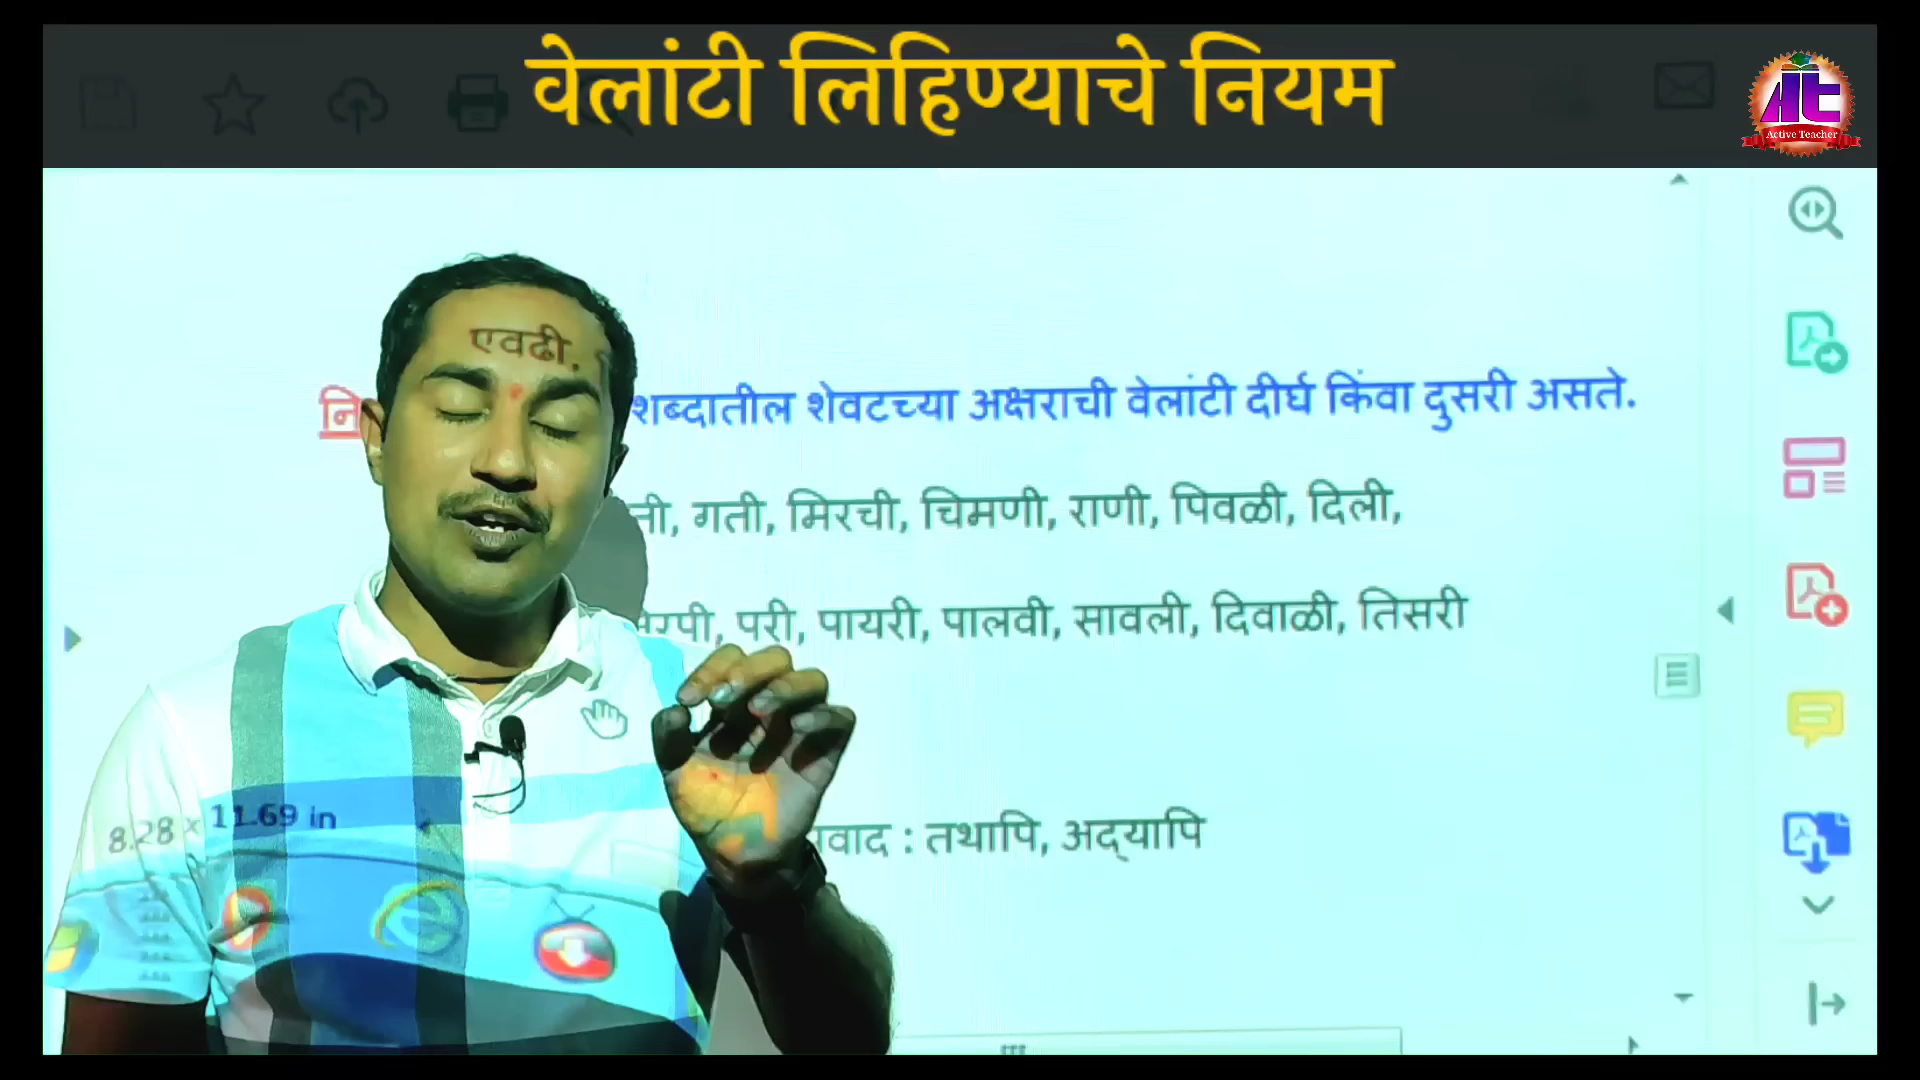 वेलांटी लिहिण्याचे नियम
Active Teacher
एवढी.
नि शब्दातील शेवटच्या अक्षराची वेलांटी दीर्घ किंवा दुसरी असते.
गती, मिरची, चिमणी, राणी, पिवळी, दिली,
परी, पायरी, पालवी, सावली, दिवाळी, तिसरी
8.28 x 11.69 in
वाद : तथापि, अद्यापि